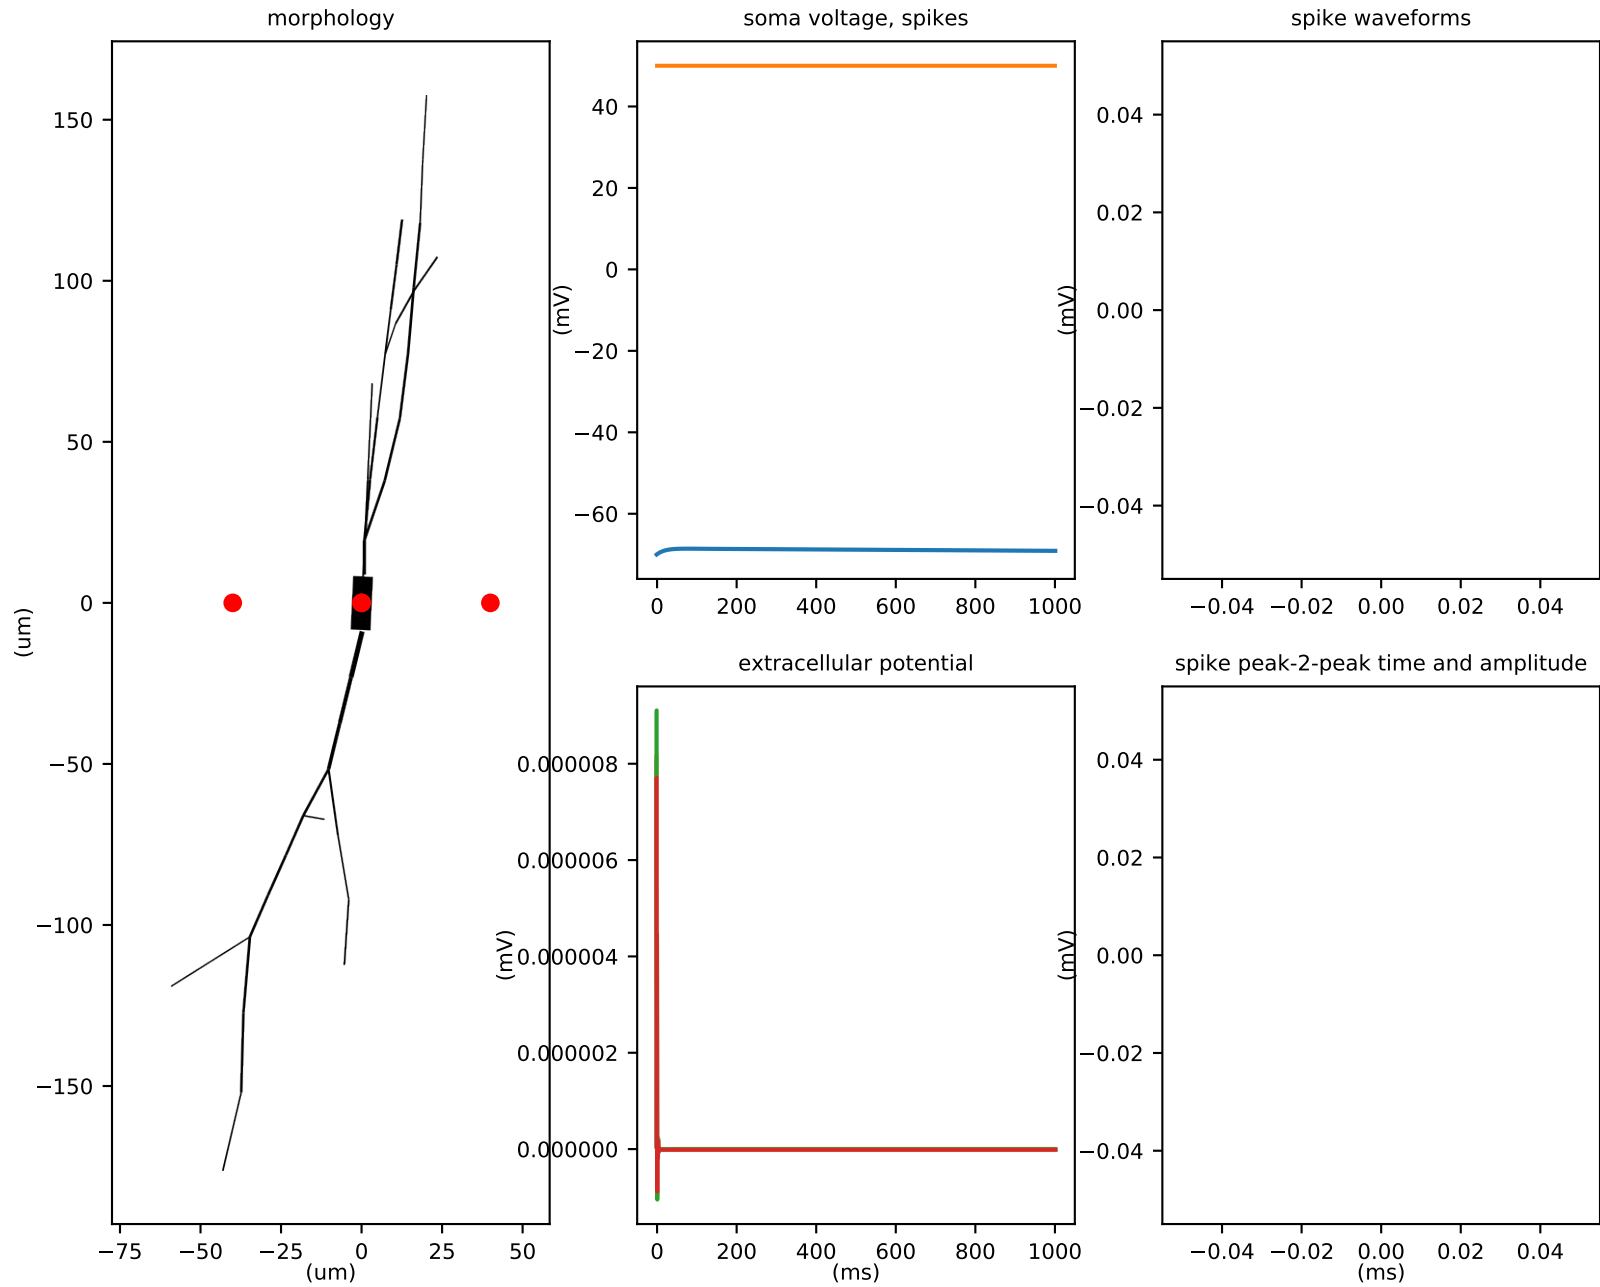 morphology
150
100
50
0
−50
−100
−150
(um)
−75 −50 −25 0 25 50
(um)
soma voltage, spikes
40
20
0
−20
−40
−60
(mV)
0 200 400 600 800 1000
spike waveforms
0.04
0.02
0.00
−0.02
−0.04
(mV)
−0.04 −0.02 0.00 0.02 0.04
extracellular potential
0.000008
0.000006
0.000004
0.000002
0.000000
(mV)
0 200 400 600 800 1000
(ms)
spike peak-2-peak time and amplitude
0.04
0.02
0.00
−0.02
−0.04
(mV)
−0.04 −0.02 0.00 0.02 0.04
(ms)